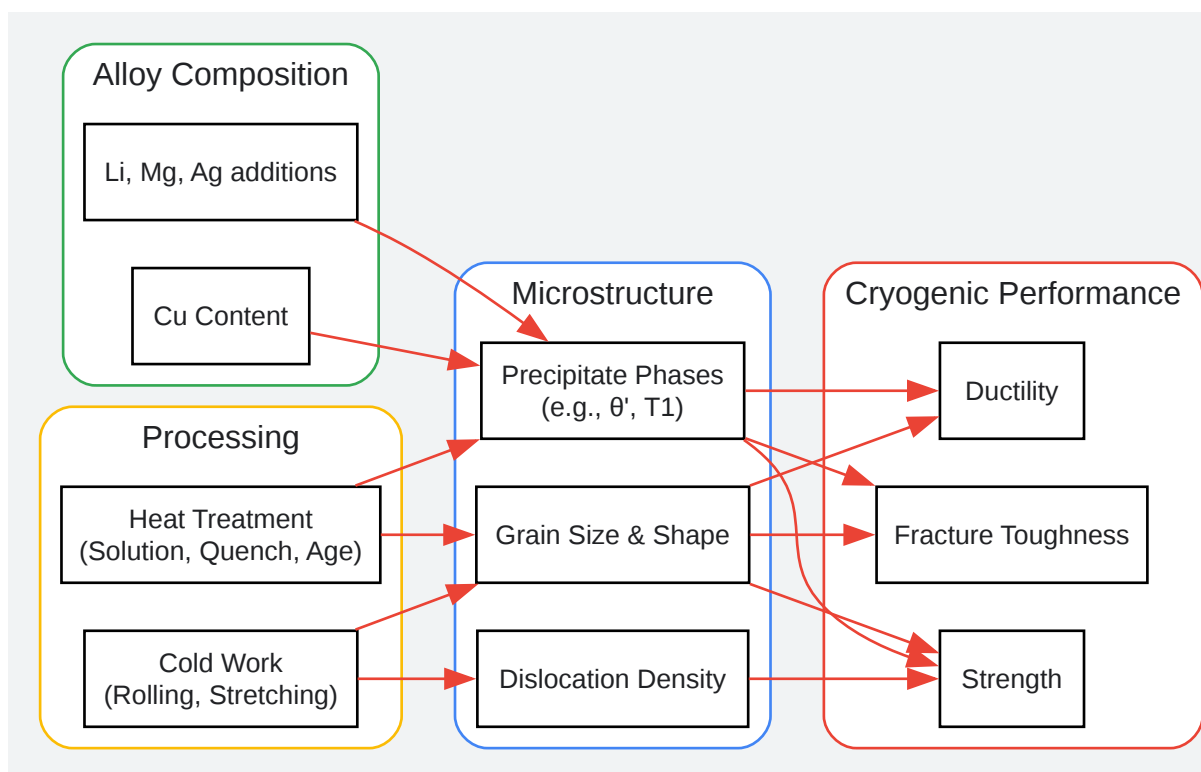 Alloy Composition
Li, Mg, Ag additions
Cu Content
Processing
Heat Treatment
(Solution, Quench, Age)
Cold Work
(Rolling, Stretching)
Microstructure
Precipitate Phases
(e.g., θ', T1)
Grain Size & Shape
Dislocation Density
Cryogenic Performance
Ductility
Fracture Toughness
Strength